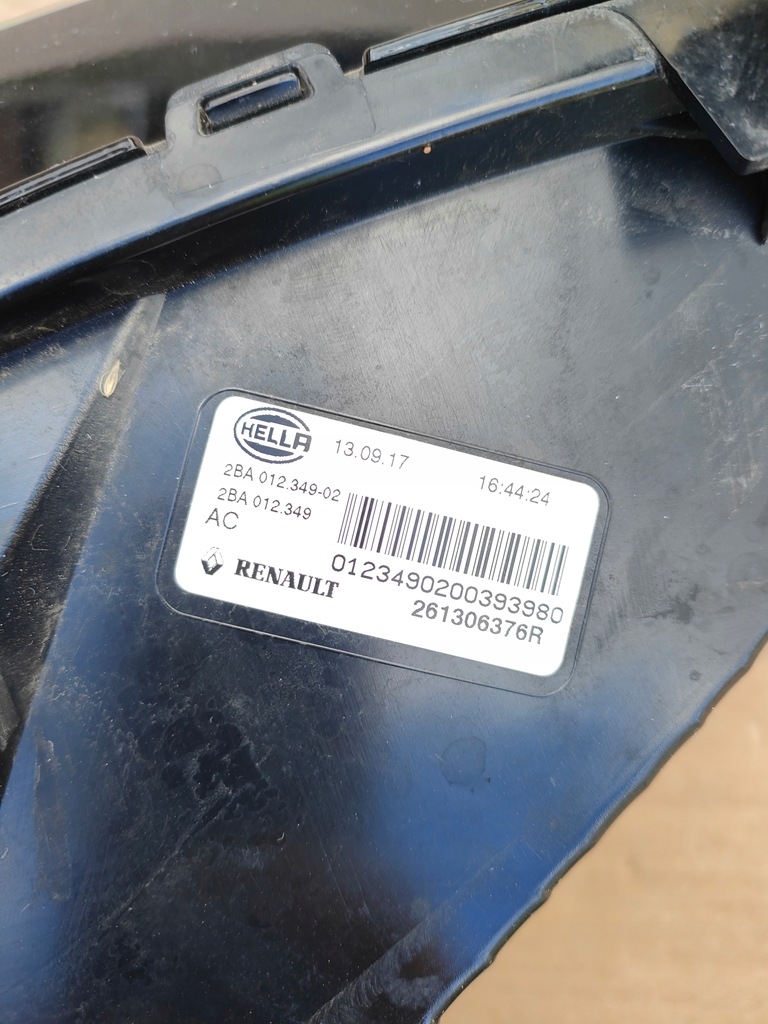 HELLA 13.09.17 16:44:24
2BA 012.349-02
2BA 012.349
AC
0123490200393980
RENAULT
261306376R